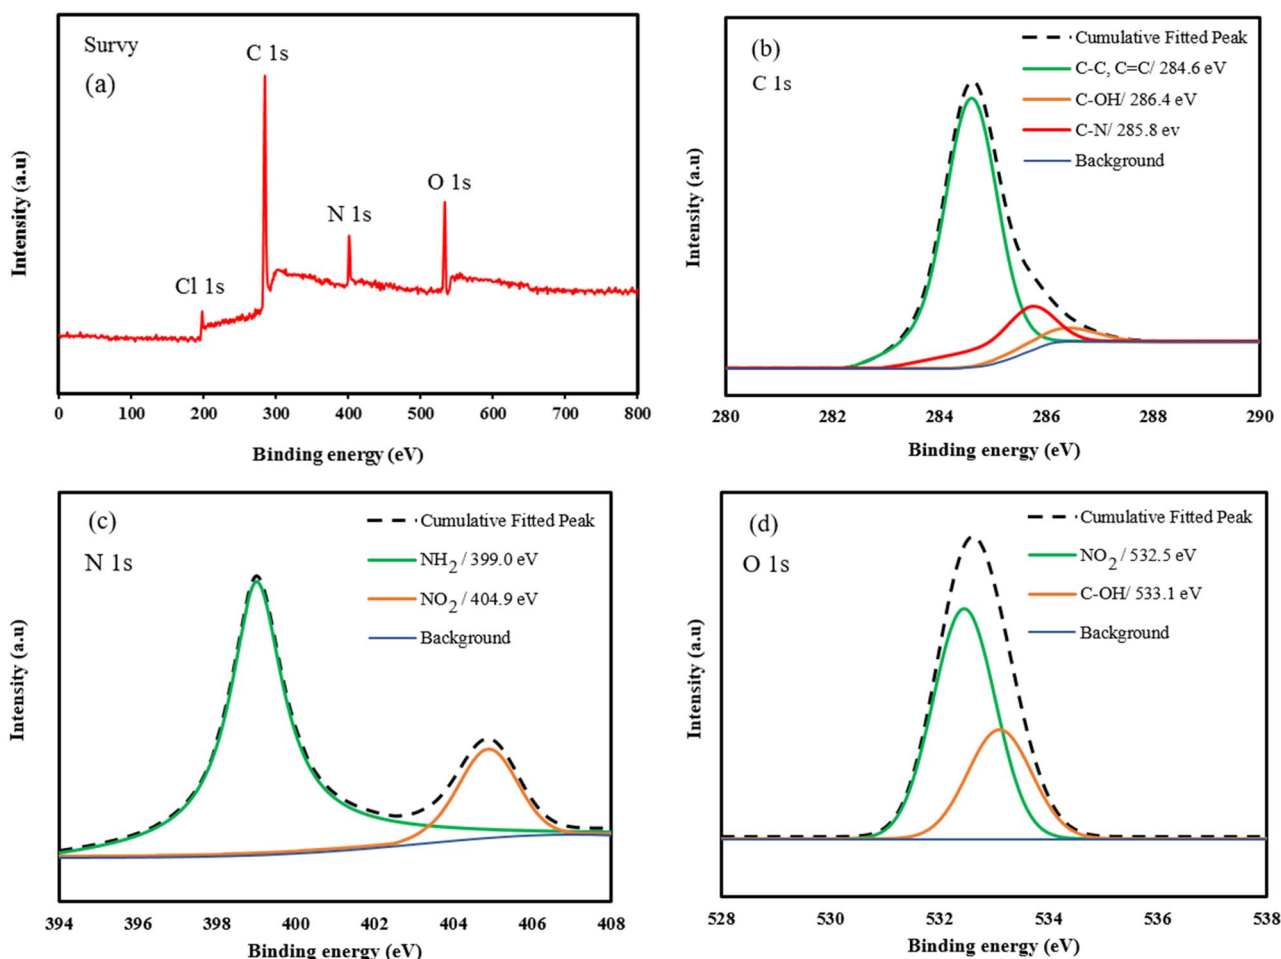 Survy
(a)
C 1s
O 1s
N 1s
Cl 1s
Intensity (a.u)
0 100 200 300 400 500 600 700 800
Binding energy (eV)
(b)
C 1s
Cumulative Fitted Peak
C-C, C=C/ 284.6 eV
C-OH/ 286.4 eV
C-N/ 285.8 ev
Background
Intensity (a.u)
280 282 284 286 288 290
Binding energy (eV)
(c)
N 1s
Cumulative Fitted Peak
NH2 / 399.0 eV
NO2 / 404.9 eV
Background
Intensity (a.u)
394 396 398 400 402 404 406 408
Binding energy (eV)
(d)
O 1s
Cumulative Fitted Peak
NO2 / 532.5 eV
C-OH/ 533.1 eV
Background
Intensity (a.u)
528 530 532 534 536 538
Binding energy (eV)